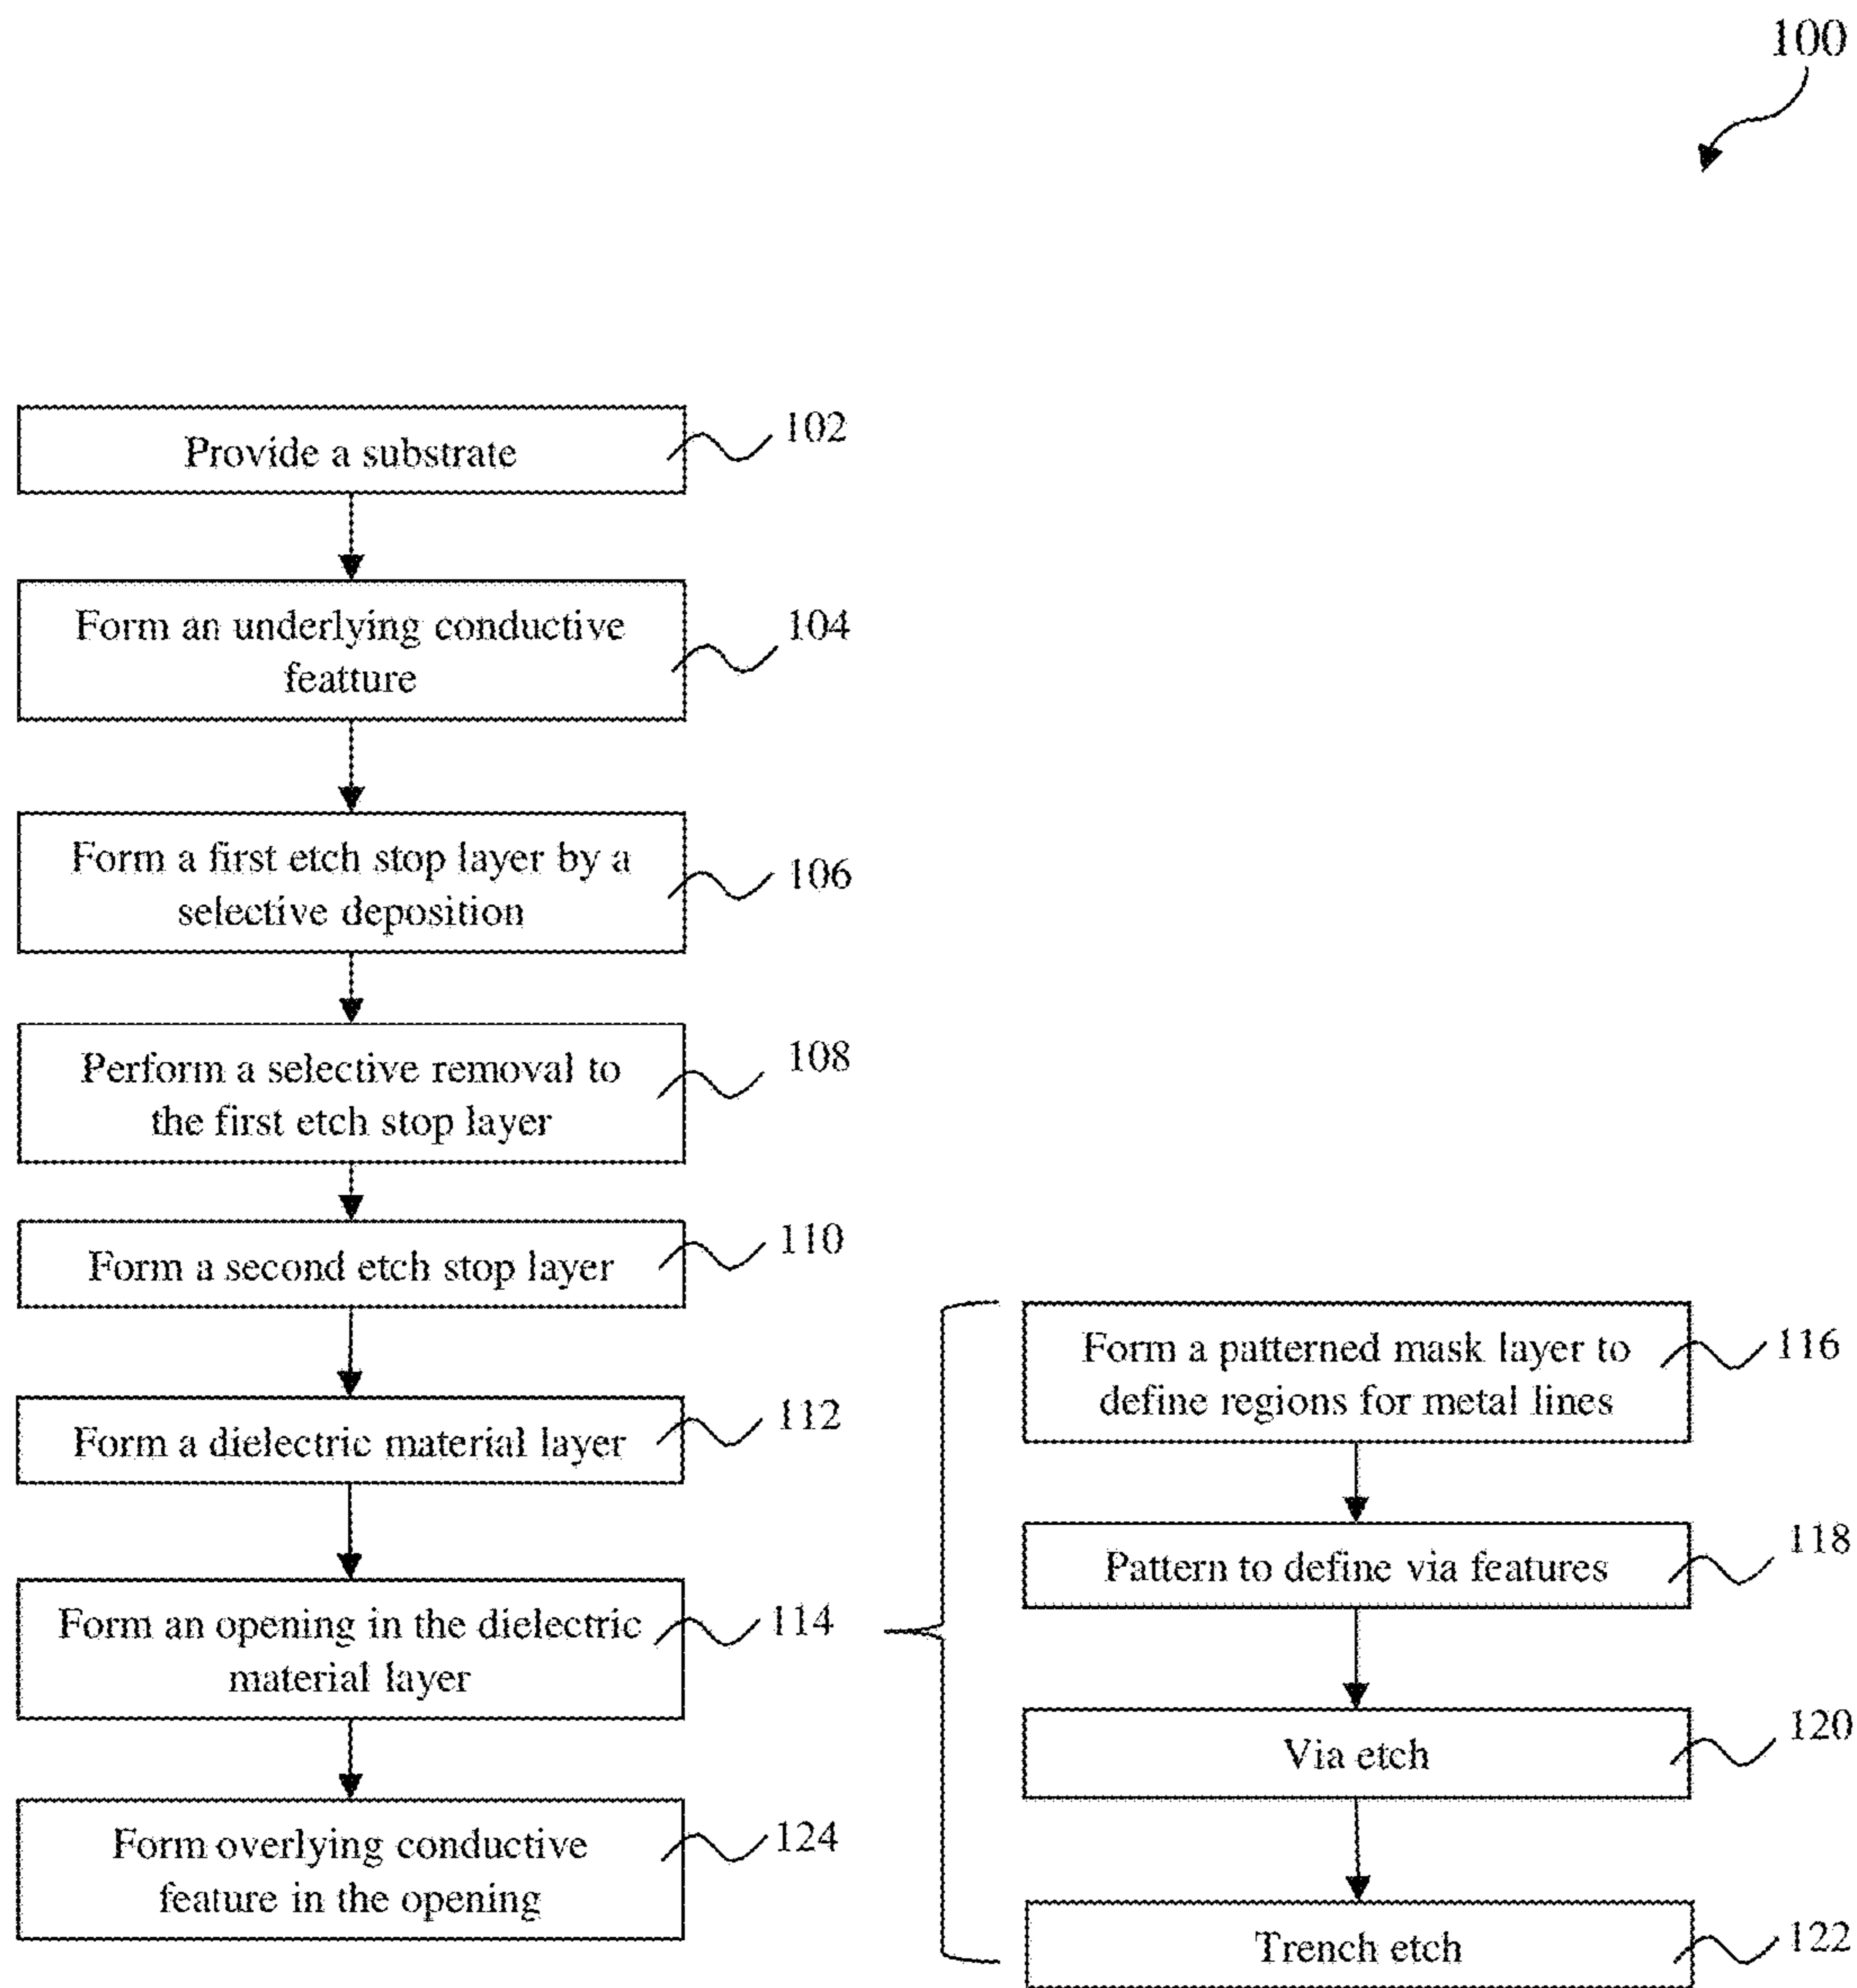 100
Provide a substrate
102
Form an underlying conductive
featture
104
Form a first etch stop layer by a
selective deposition
106
Perform a selective removal to
the first etch stop layer
108
Form a second etch stop layer
110
Form a dielectric material layer
112
Form an opening in the dielectric
material layer
114
Form a patterned mask layer to
define regions for metal lines
116
Pattern to define via features
118
Via etch
120
Trench etch
122
Form overlying conductive
feature in the opening
124